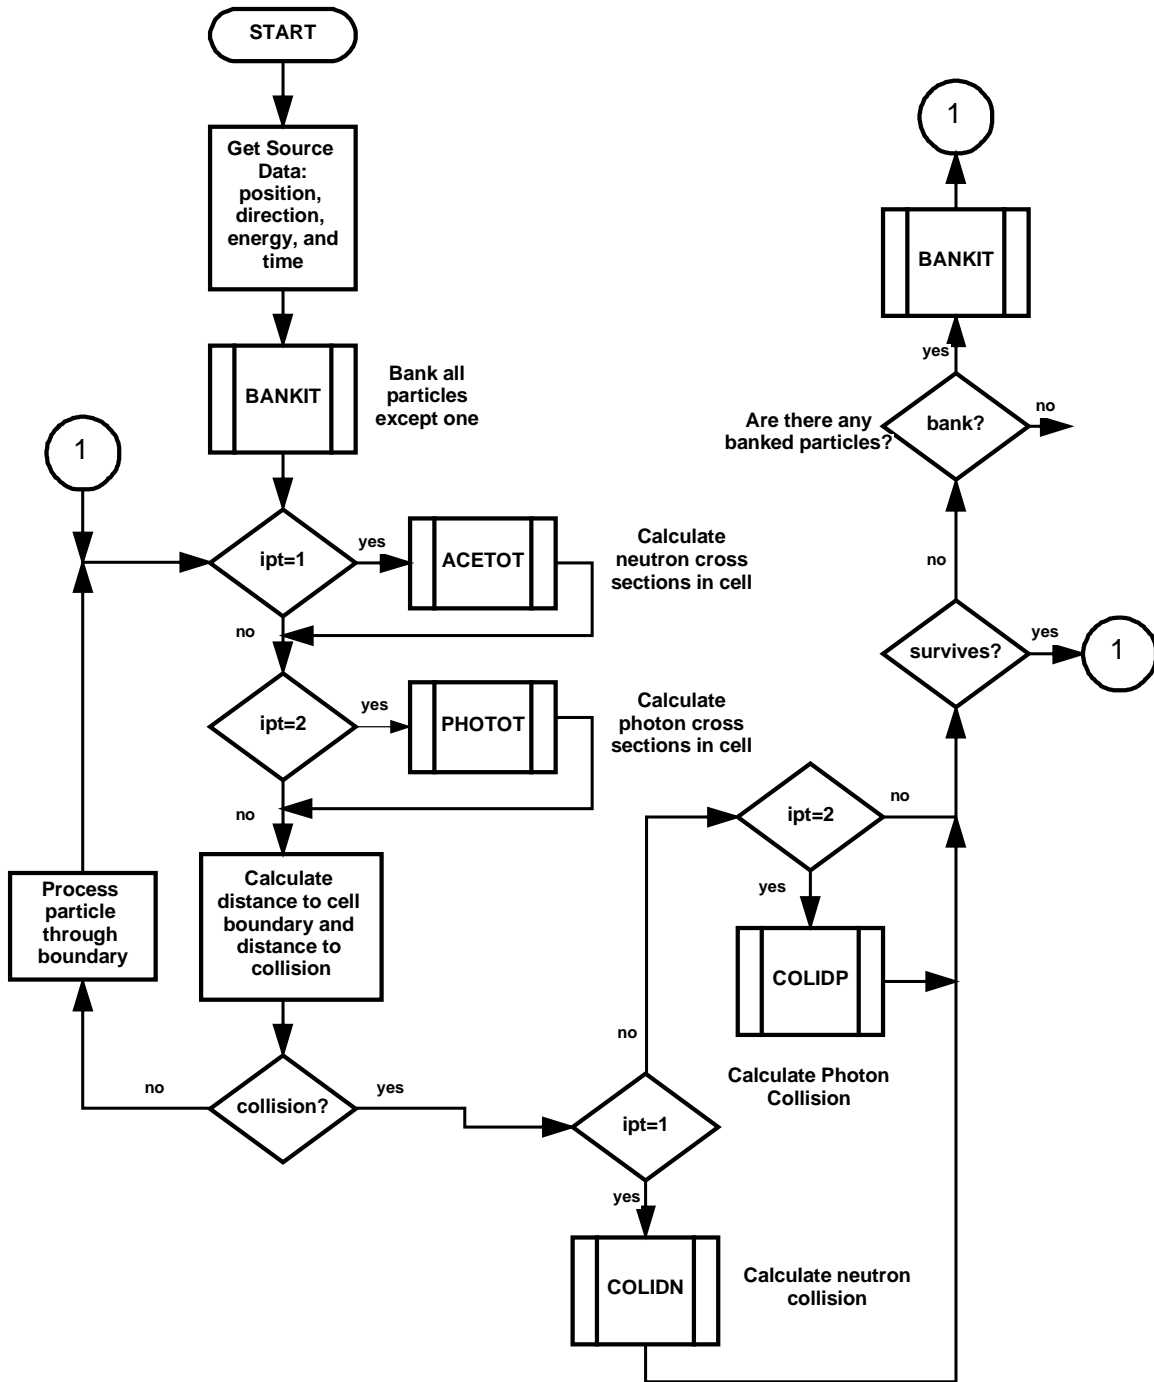 START
Get Source
Data:
position,
direction,
energy, and
time
BANKIT
Bank all
particles
except one
1
ipt=1
yes
ACETOT
Calculate
neutron cross
sections in cell
no
ipt=2
yes
PHOTOT
Calculate
photon cross
sections in cell
no
Calculate
distance to cell
boundary and
distance to
collision
Process
particle
through
boundary
no
collision?
yes
ipt=1
no
yes
COLIDN
Calculate neutron
collision
ipt=2
no
yes
COLIDP
Calculate Photon
Collision
survives?
yes
1
no
Are there any
banked particles?
bank?
no
yes
BANKIT
1